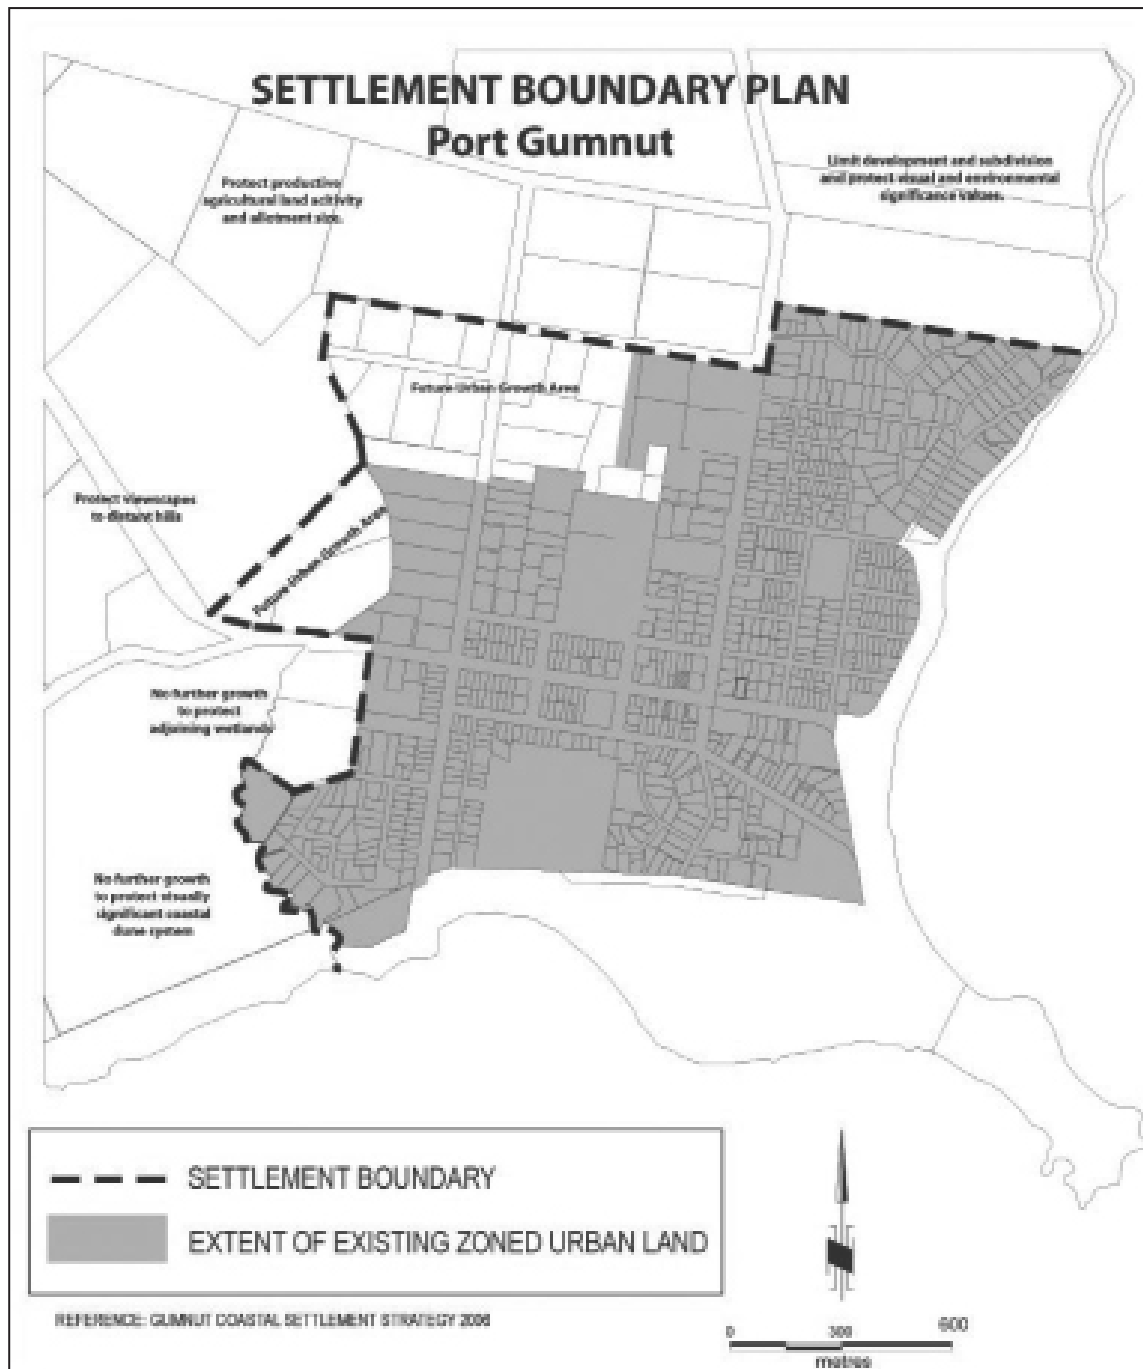 SETTLEMENT BOUNDARY PLAN
Port Gumnut
Limit development and subdivision
and protect visual and environmental
significance values.
Protect productive
agricultural land activity
and allotment size.
Future Urban Growth Area
Protect viewscapes
to distant hills
Future Urban Growth Area
No further growth
to protect
adjoining wetlands
No further growth
to protect visually
significant coastal
dune system
SETTLEMENT BOUNDARY
EXTENT OF EXISTING ZONED URBAN LAND
REFERENCE: GUMNUT COASTAL SETTLEMENT STRATEGY 2006
0 300 600
metres